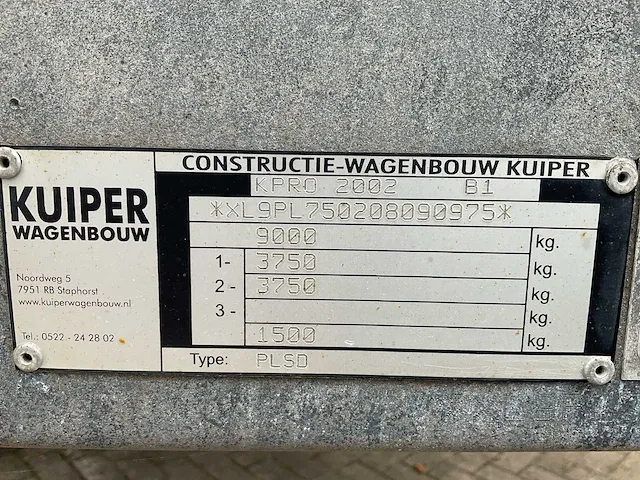 CONSTRUCTIE-WAGENBOUW KUIPER
KPRO 2002 B1
*XL9PL750208090975*
9000 kg.
1- 3750 kg.
2 - 3750 kg.
3 - kg.
1500 kg.
Type: PLSD
KUIPER
WAGENBOUW
Noordweg 5
7951 RB Staphorst
www.kuiperwagenbouw.nl
Tel.: 0522 - 24 28 02